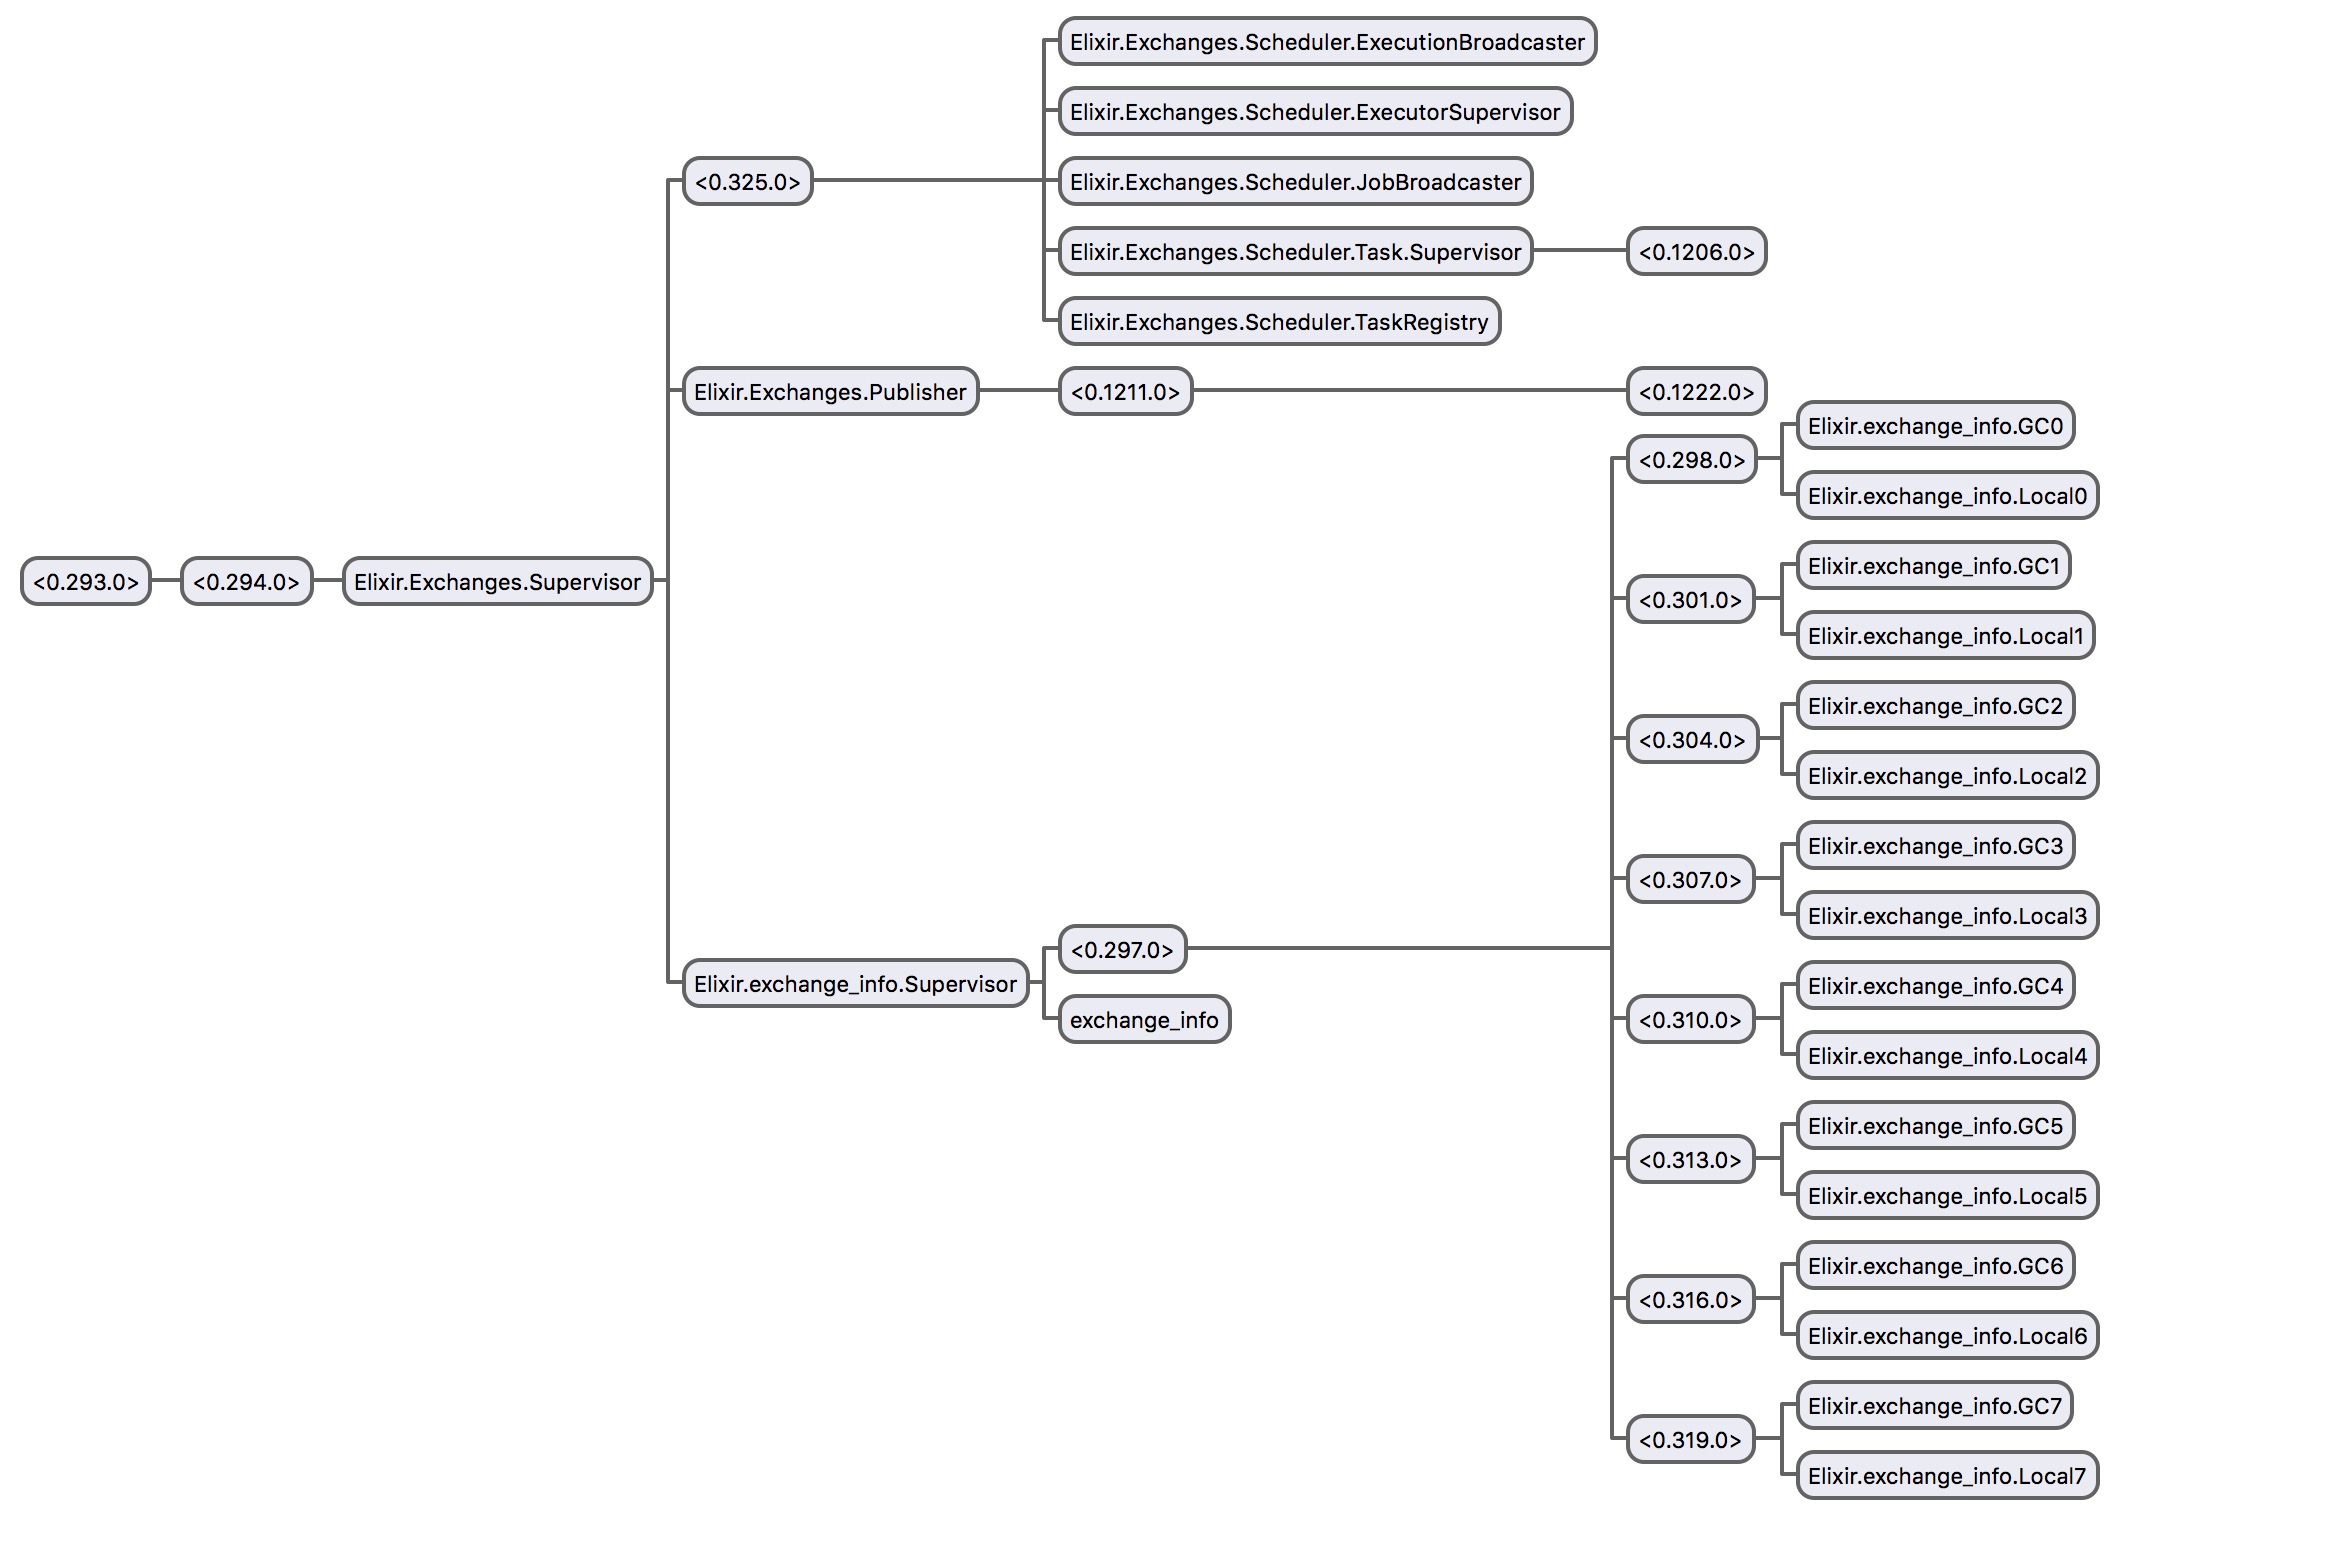 Elixir.Exchanges.Scheduler.ExecutionBroadcaster
Elixir.Exchanges.Scheduler.ExecutorSupervisor
<0.325.0>
Elixir.Exchanges.Scheduler.JobBroadcaster
Elixir.Exchanges.Scheduler.Task.Supervisor
<0.1206.0>
Elixir.Exchanges.Scheduler.TaskRegistry
Elixir.Exchanges.Publisher
<0.1211.0>
<0.1222.0>
Elixir.exchange_info.GC0
<0.298.0>
Elixir.exchange_info.Local0
Elixir.exchange_info.GC1
<0.293.0>
<0.294.0>
Elixir.Exchanges.Supervisor
<0.301.0>
Elixir.exchange_info.Local1
Elixir.exchange_info.GC2
<0.304.0>
Elixir.exchange_info.Local2
Elixir.exchange_info.GC3
<0.307.0>
Elixir.exchange_info.Local3
<0.297.0>
Elixir.exchange_info.Supervisor
exchange_info
Elixir.exchange_info.GC4
<0.310.0>
Elixir.exchange_info.Local4
Elixir.exchange_info.GC5
<0.313.0>
Elixir.exchange_info.Local5
Elixir.exchange_info.GC6
<0.316.0>
Elixir.exchange_info.Local6
Elixir.exchange_info.GC7
<0.319.0>
Elixir.exchange_info.Local7